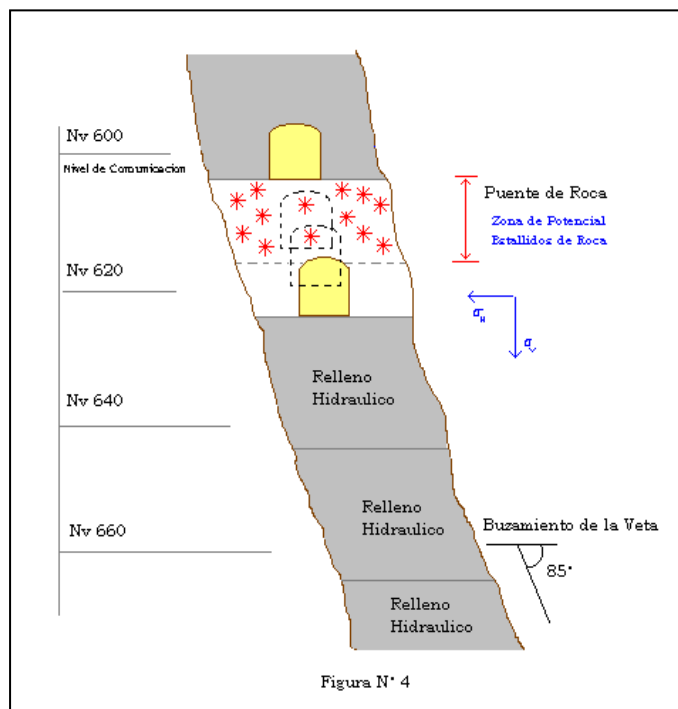 Nv 600
Nivel de Comunicacion
Puente de Roca
Zona de Potencial
Estallidos de Roca
Nv 620
σH
σv
Relleno
Hidraulico
Nv 640
Relleno
Hidraulico
Nv 660
Buzamiento de la Veta
85°
Relleno
Hidraulico
Figura N° 4